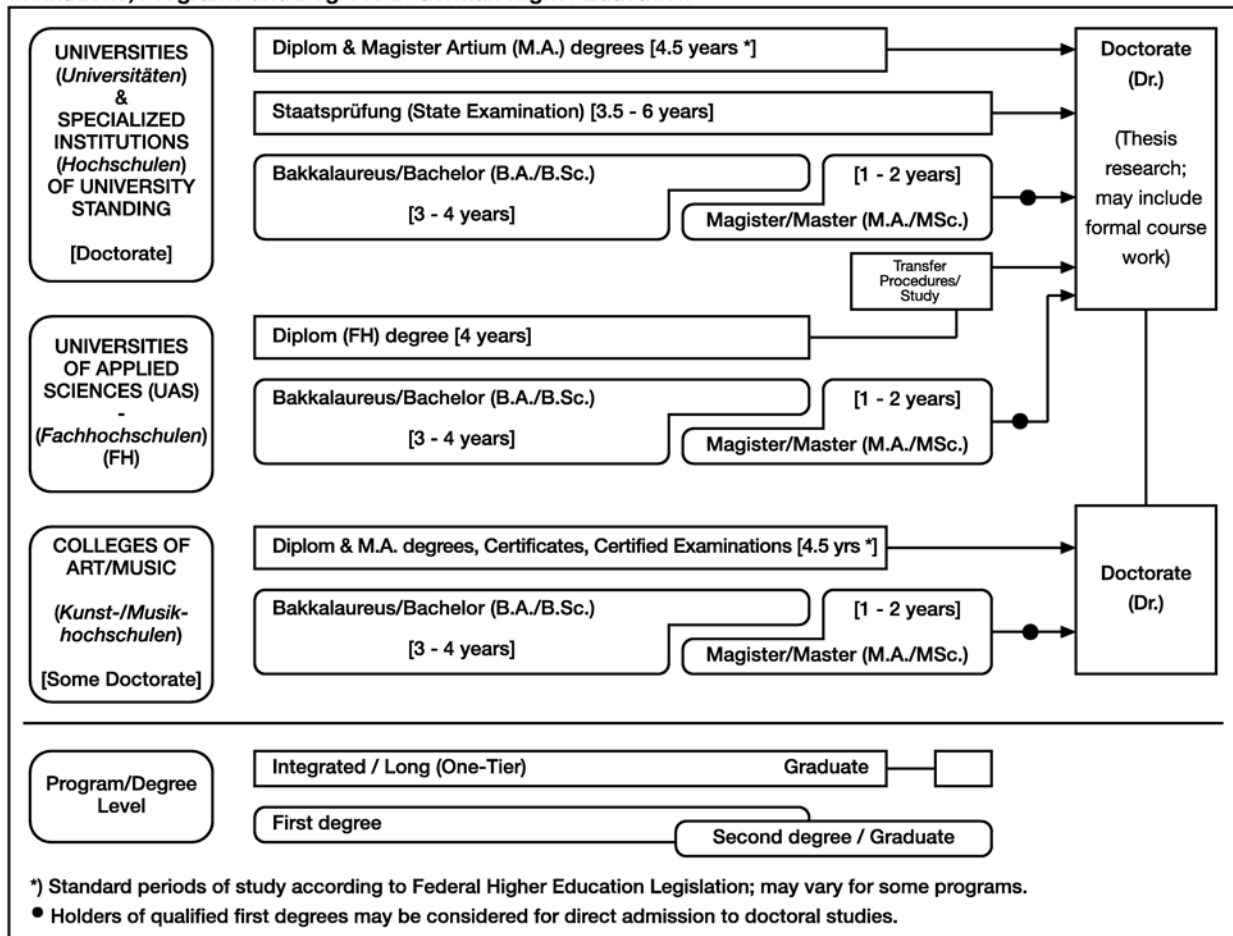 UNIVERSITIES
(Universitäten)
&
SPECIALIZED
INSTITUTIONS
(Hochschulen)
OF UNIVERSITY
STANDING
[Doctorate]
Diplom & Magister Artium (M.A.) degrees [4.5 years *]
Staatsprüfung (State Examination) [3.5 - 6 years]
Bakkalaureus/Bachelor (B.A./B.Sc.)
[3 - 4 years]
[1 - 2 years]
Magister/Master (M.A./MSc.)
Transfer
Procedures/
Study
Doctorate
(Dr.)
(Thesis
research;
may include
formal course
work)
UNIVERSITIES
OF APPLIED
SCIENCES (UAS)
-
(Fachhochschulen)
(FH)
Diplom (FH) degree [4 years]
Bakkalaureus/Bachelor (B.A./B.Sc.)
[3 - 4 years]
[1 - 2 years]
Magister/Master (M.A./MSc.)
COLLEGES OF
ART/MUSIC
(Kunst-/Musik-
hochschulen)
[Some Doctorate]
Diplom & M.A. degrees, Certificates, Certified Examinations [4.5 yrs *]
Bakkalaureus/Bachelor (B.A./B.Sc.)
[3 - 4 years]
[1 - 2 years]
Magister/Master (M.A./MSc.)
Doctorate
(Dr.)
Program/Degree
Level
Integrated / Long (One-Tier) Graduate
First degree
Second degree / Graduate
*) Standard periods of study according to Federal Higher Education Legislation; may vary for some programs.
● Holders of qualified first degrees may be considered for direct admission to doctoral studies.